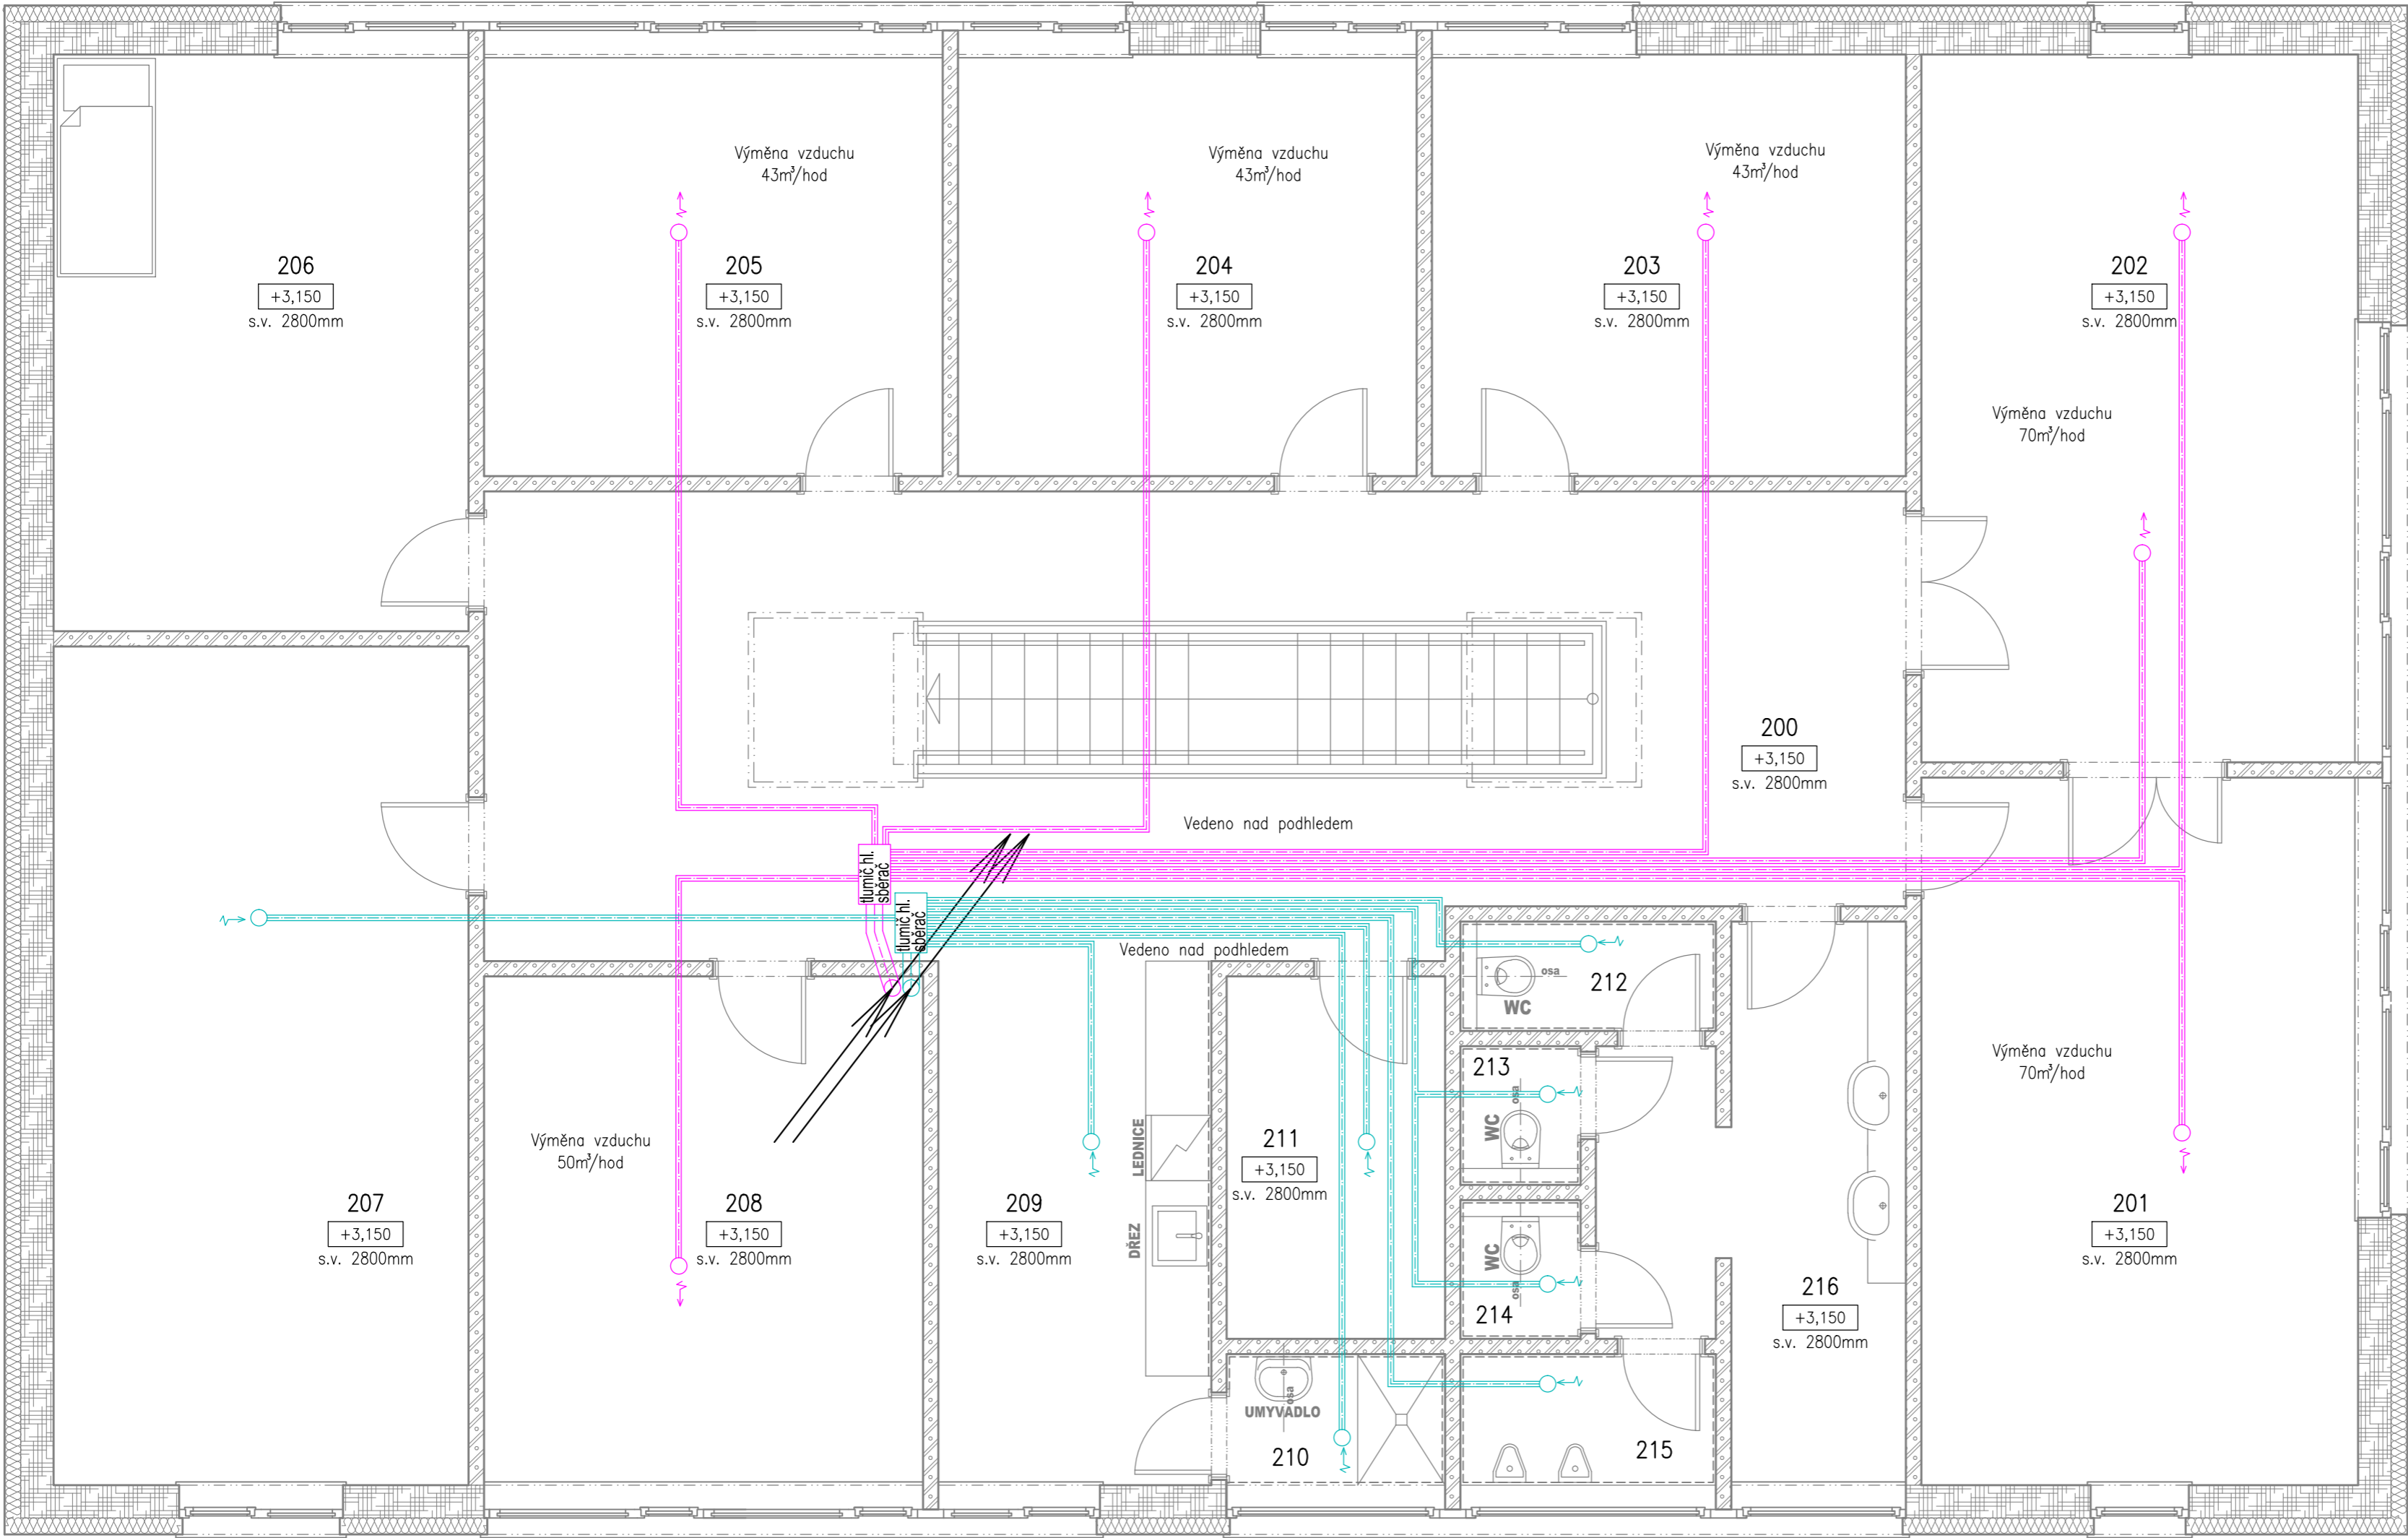 Výměna vzduchu
43m³/hod
Výměna vzduchu
43m³/hod
Výměna vzduchu
43m³/hod
206
+3,150
s.v. 2800mm
205
+3,150
s.v. 2800mm
204
+3,150
s.v. 2800mm
203
+3,150
s.v. 2800mm
202
+3,150
s.v. 2800mm
Výměna vzduchu
70m³/hod
200
+3,150
s.v. 2800mm
Vedeno nad podhledem
tlumič hl.
sběrač
tlumič hl.
sběrač
Vedeno nad podhledem
osa
212
WC
213
osa
WC
Výměna vzduchu
70m³/hod
Výměna vzduchu
50m³/hod
LEDNICE
211
+3,150
s.v. 2800mm
207
+3,150
s.v. 2800mm
208
+3,150
s.v. 2800mm
209
+3,150
s.v. 2800mm
DŘEZ
WC
osa
214
216
+3,150
s.v. 2800mm
201
+3,150
s.v. 2800mm
osa
UMYVADLO
210
215